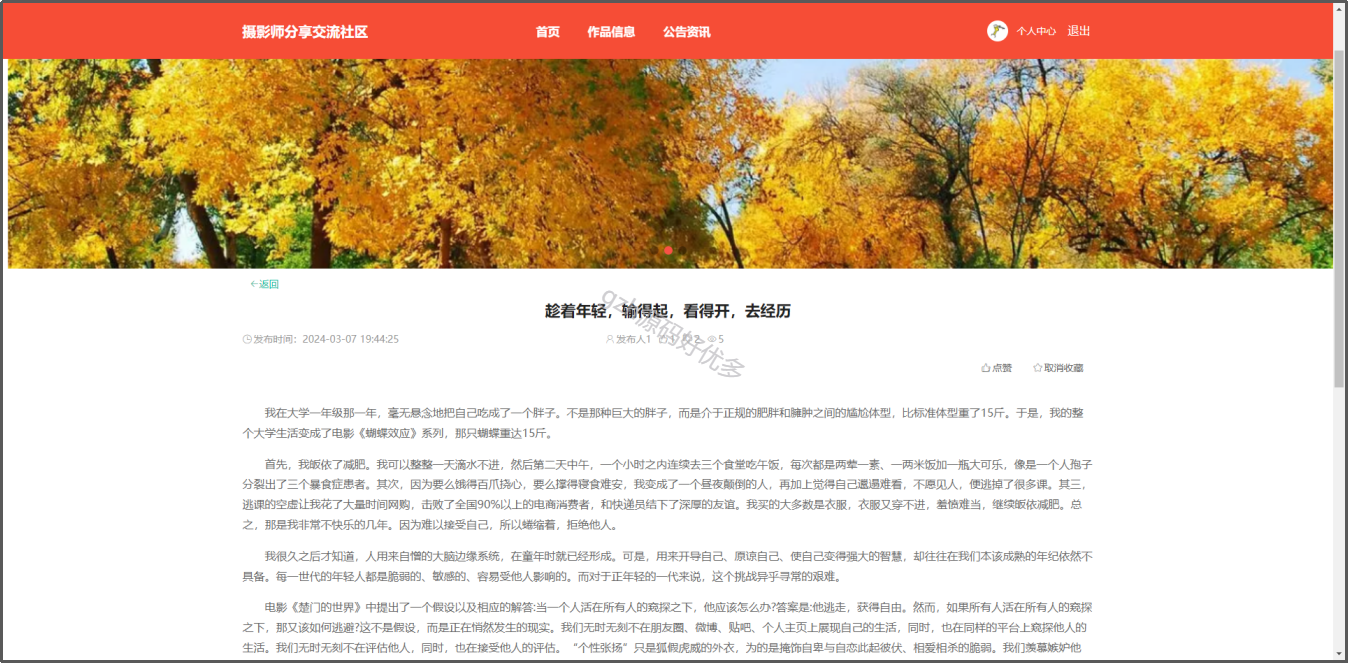 摄影师分享交流社区
首页
作品信息
公告资讯
个人中心
退出
←返回
趁着年轻，输得起，看得开，去经历
发布时间：2024-03-07 19:44:25
发布人1
1
2
5
源码好优多
点赞
取消收藏
我在大学一年级那一年，毫无悬念地把自己吃成了一个胖子。不是那种巨大的胖子，而是介于正规的肥胖和臃肿之间的尴尬体型，比标准体型重了15斤。于是，我的整
个大学生活变成了电影《蝴蝶效应》系列，那只蝴蝶重达15斤。
首先，我皈依了减肥。我可以整整一天滴水不进，然后第二天中午，一个小时之内连续去三个食堂吃午饭，每次都是两荤一素、一两米饭加一瓶大可乐，像是一个人孢子
分裂出了三个暴食症患者。其次，因为要么饿得百爪挠心，要么撑得寝食难安，我变成了一个昼夜颠倒的人，再加上觉得自己邋遢难看，不愿见人，便逃掉了很多课。其三，
逃课的空虚让我花了大量时间网购，击败了全国90%以上的电商消费者，和快递员结下了深厚的友谊。我买的大多数是衣服，衣服又穿不进，羞愤难当，继续皈依减肥。总
之，那是我非常不快乐的几年。因为难以接受自己，所以蜷缩着，拒绝他人。
我很久之后才知道，人用来自憎的大脑边缘系统，在童年时就已经形成。可是，用来开导自己、原谅自己、使自己变得强大的智慧，却往往在我们本该成熟的年纪依然不
具备。每一世代的年轻人都是脆弱的、敏感的、容易受他人影响的。而对于正年轻的一代来说，这个挑战异乎寻常的艰难。
电影《楚门的世界》中提出了一个假设以及相应的解答:当一个人活在所有人的窥探之下，他应该怎么办?答案是:他逃走，获得自由。然而，如果所有人活在所有人的窥探
之下，那又该如何逃避?这不是假设，而是正在悄然发生的现实。我们无时无刻不在朋友圈、微博、贴吧、个人主页上展现自己的生活，同时，也在同样的平台上窥探他人的
生活。我们无时无刻不在评估他人，同时，也在接受他人的评估。“个性张扬”只是狐假虎威的外衣，为的是掩饰自卑与自恋此起彼伏、相爱相杀的脆弱。我们羡慕嫉妒他